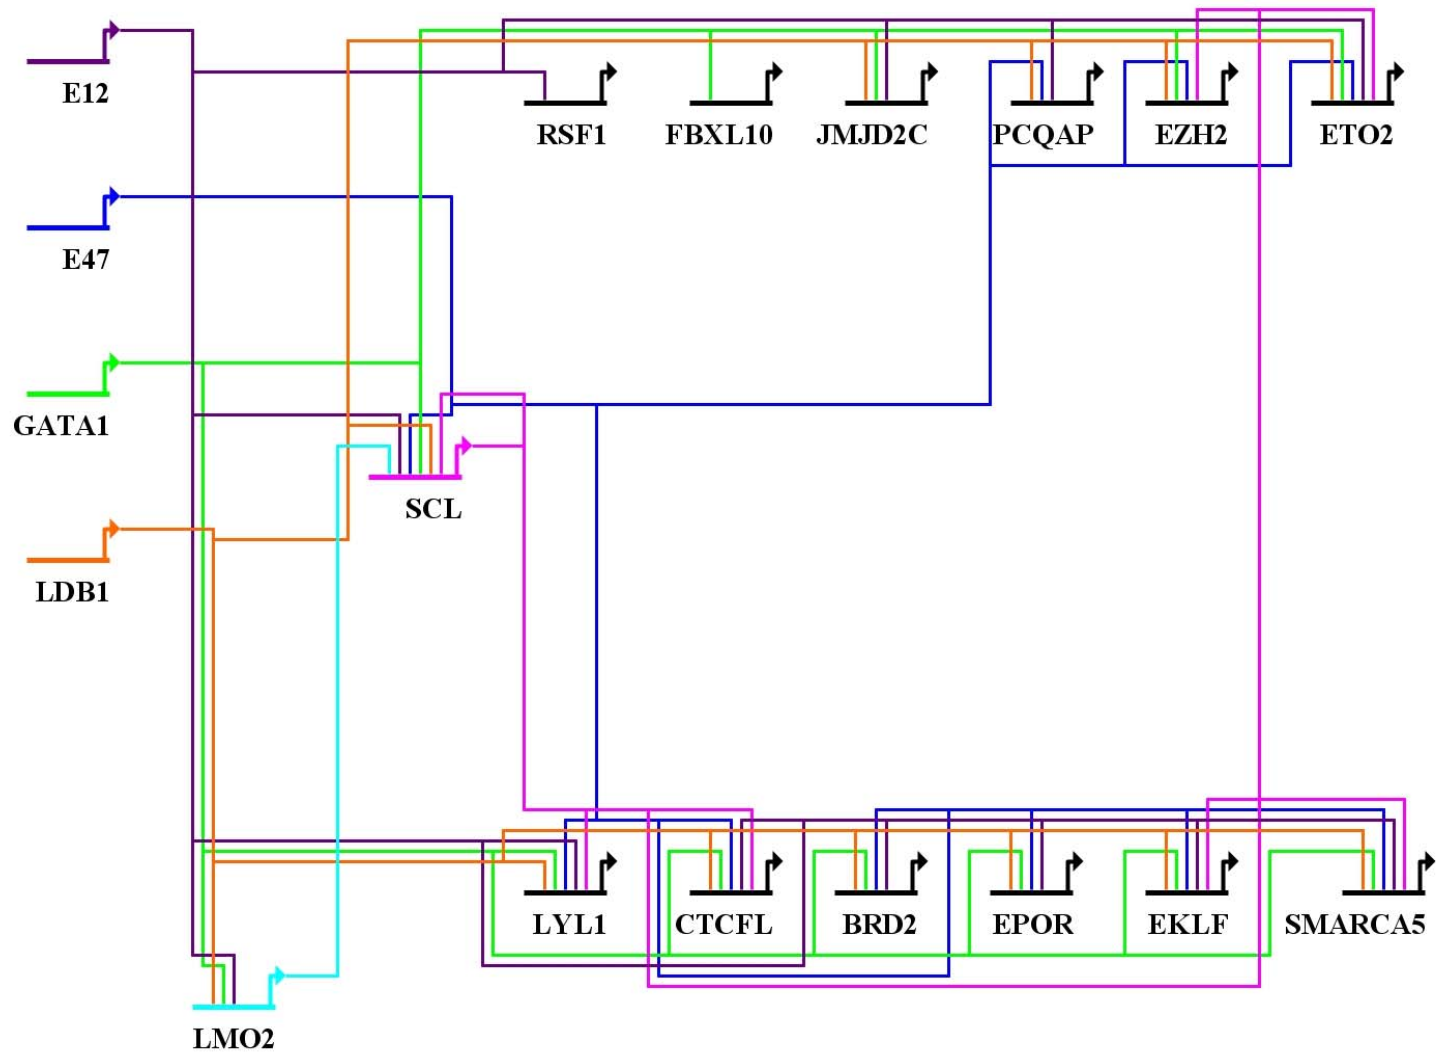 E12
RSF1
FBXL10
JMJD2C
PCQAP
EZH2
ETO2
E47
GATA1
SCL
LDB1
LYL1
CTCFL
BRD2
EPOR
EKLF
SMARCA5
LMO2